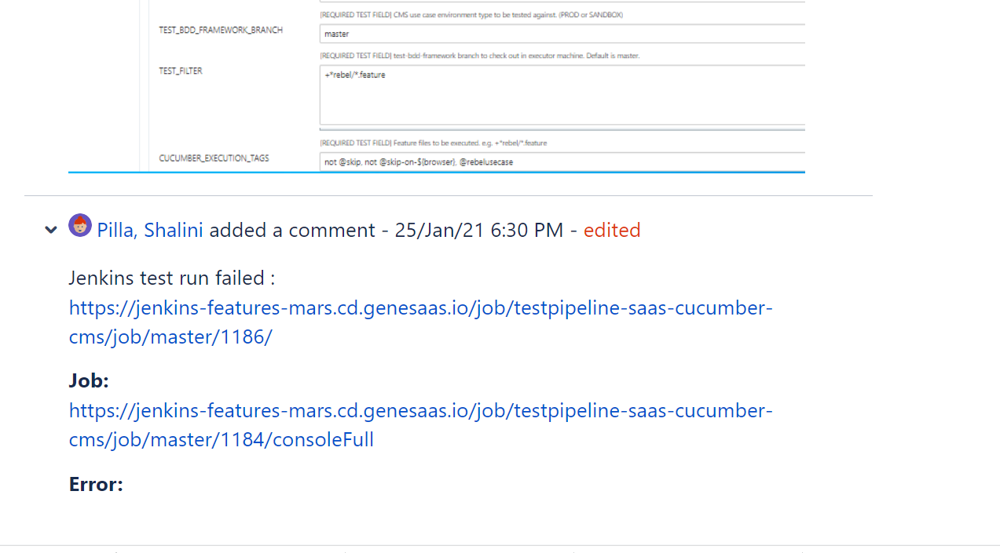 [REQUIRED TEST FIELD] CMS use case environment type to be tested against. (PROD or SANDBOX)
TEST_BDD_FRAMEWORK_BRANCH
master
[REQUIRED TEST FIELD] test-bdd-framework branch to check out in executor machine. Default is master.
TEST_FILTER
+*rebel/*.feature
[REQUIRED TEST FIELD] Feature files to be executed. e.g. +*rebel/*.feature
CUCUMBER_EXECUTION_TAGS
not @skip, not @skip-on-${browser}, @rebelusecase
Pilla, Shalini added a comment - 25/Jan/21 6:30 PM - edited
Jenkins test run failed :
https://jenkins-features-mars.cd.genesaas.io/job/testpipeline-saas-cucumber-
cms/job/master/1186/
Job:
https://jenkins-features-mars.cd.genesaas.io/job/testpipeline-saas-cucumber-
cms/job/master/1184/consoleFull
Error: